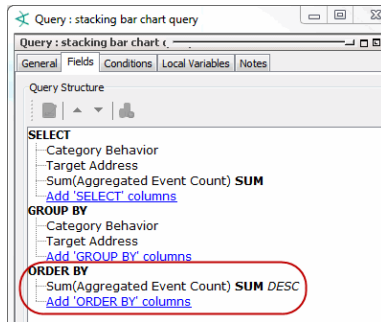 Query : stacking bar chart query
Query : stacking bar chart (
General Fields Conditions Local Variables Notes
Query Structure
SELECT
Category Behavior
Target Address
Sum(Aggregated Event Count) SUM
Add 'SELECT' columns
GROUP BY
Category Behavior
Target Address
Add 'GROUP BY' columns
ORDER BY
Sum(Aggregated Event Count) SUM DESC
Add 'ORDER BY' columns